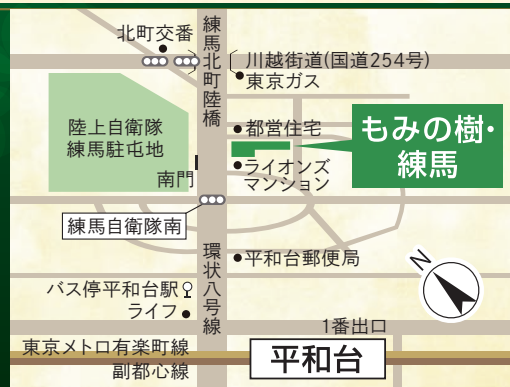 北町交番
練馬北町陸橋
川越街道(国道254号)
東京ガス
陸上自衛隊
練馬駐屯地
都営住宅
もみの樹・
練馬
ライオンズ
マンション
南門
練馬自衛隊南
環状八号線
平和台郵便局
N
バス停平和台駅
ライフ
1番出口
東京メトロ有楽町線
副都心線
平和台